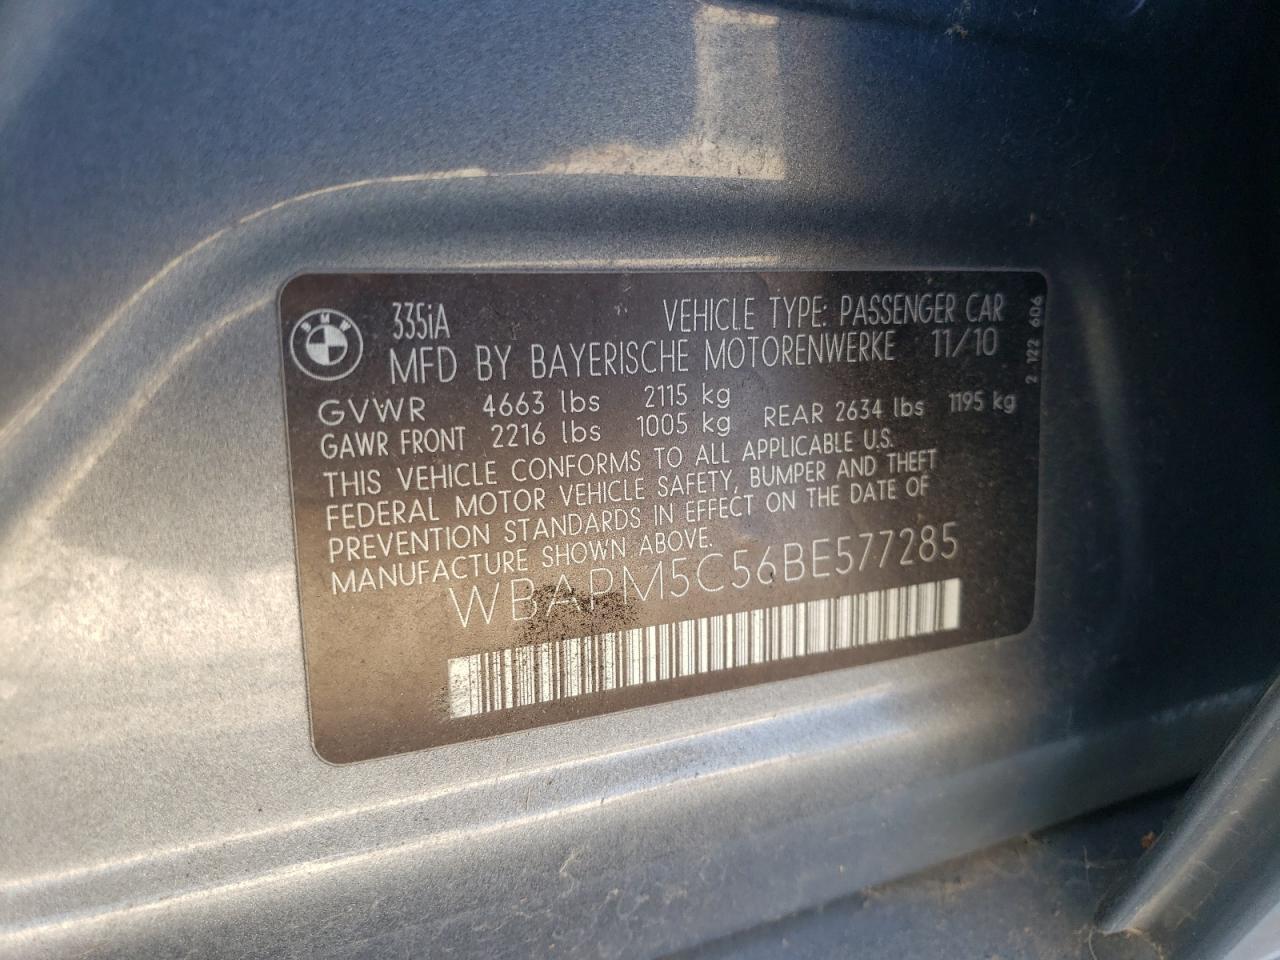 BMW
335iA VEHICLE TYPE: PASSENGER CAR
MFD BY BAYERISCHE MOTORENWERKE 11/10
GVWR 4663 lbs 2115 kg
GAWR FRONT 2216 lbs 1005 kg REAR 2634 lbs 1195 kg
THIS VEHICLE CONFORMS TO ALL APPLICABLE U.S.
FEDERAL MOTOR VEHICLE SAFETY, BUMPER AND THEFT
PREVENTION STANDARDS IN EFFECT ON THE DATE OF
MANUFACTURE SHOWN ABOVE.
WBAPM5C56BE577285
2 122 606